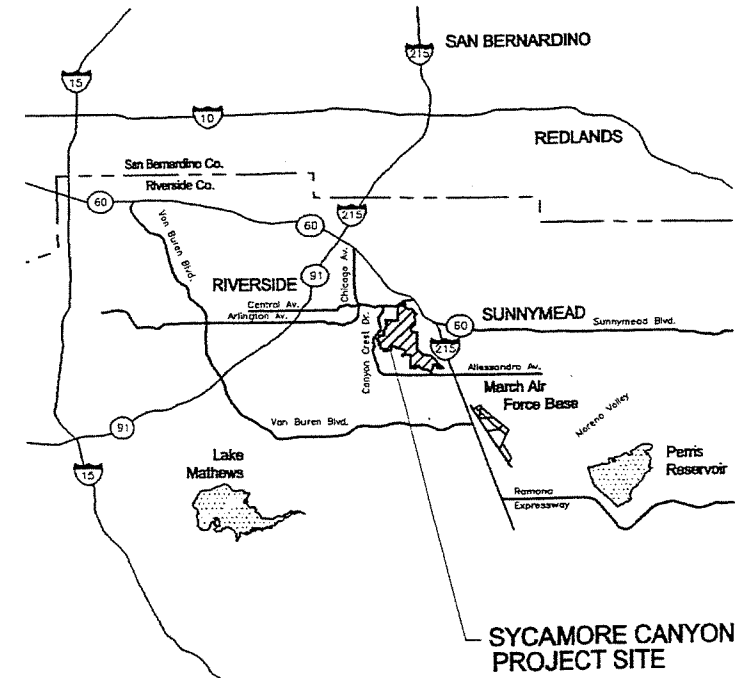 215
SAN BERNARDINO
15
10
REDLANDS
San Bernardino Co.
Riverside Co.
60
Van Buren Blvd.
60
215
Chicago Av.
RIVERSIDE
91
Central Av.
Arlington Av.
Canyon Crest Dr.
SUNNYMEAD
60
Sunnymead Blvd.
215
Allessandro Av.
March Air
Force Base
Van Buren Blvd.
91
Moreno Valley
Lake
Mathews
15
Perris
Reservoir
Ramona
Expressway
SYCAMORE CANYON
PROJECT SITE